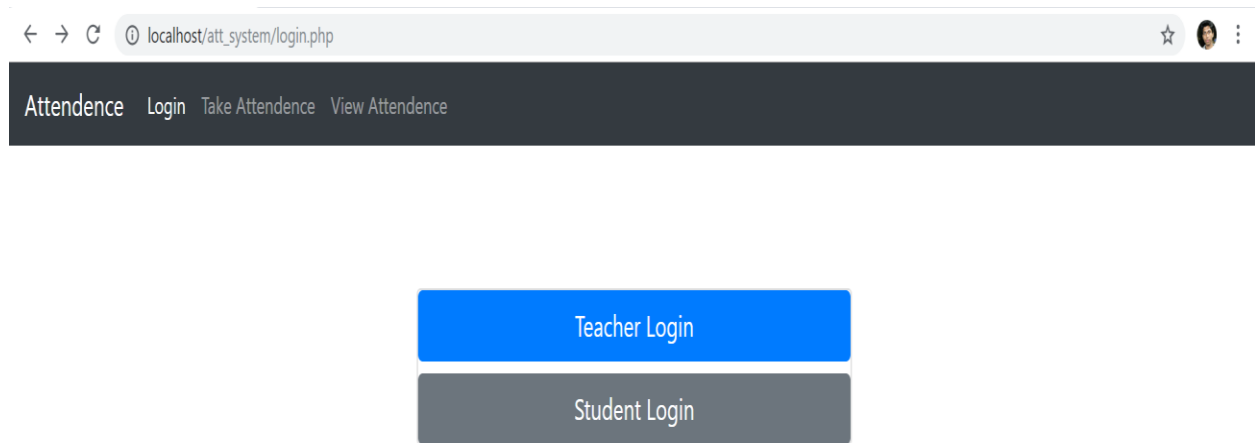 localhost/att_system/login.php
Attendence Login Take Attendence View Attendence
Teacher Login
Student Login